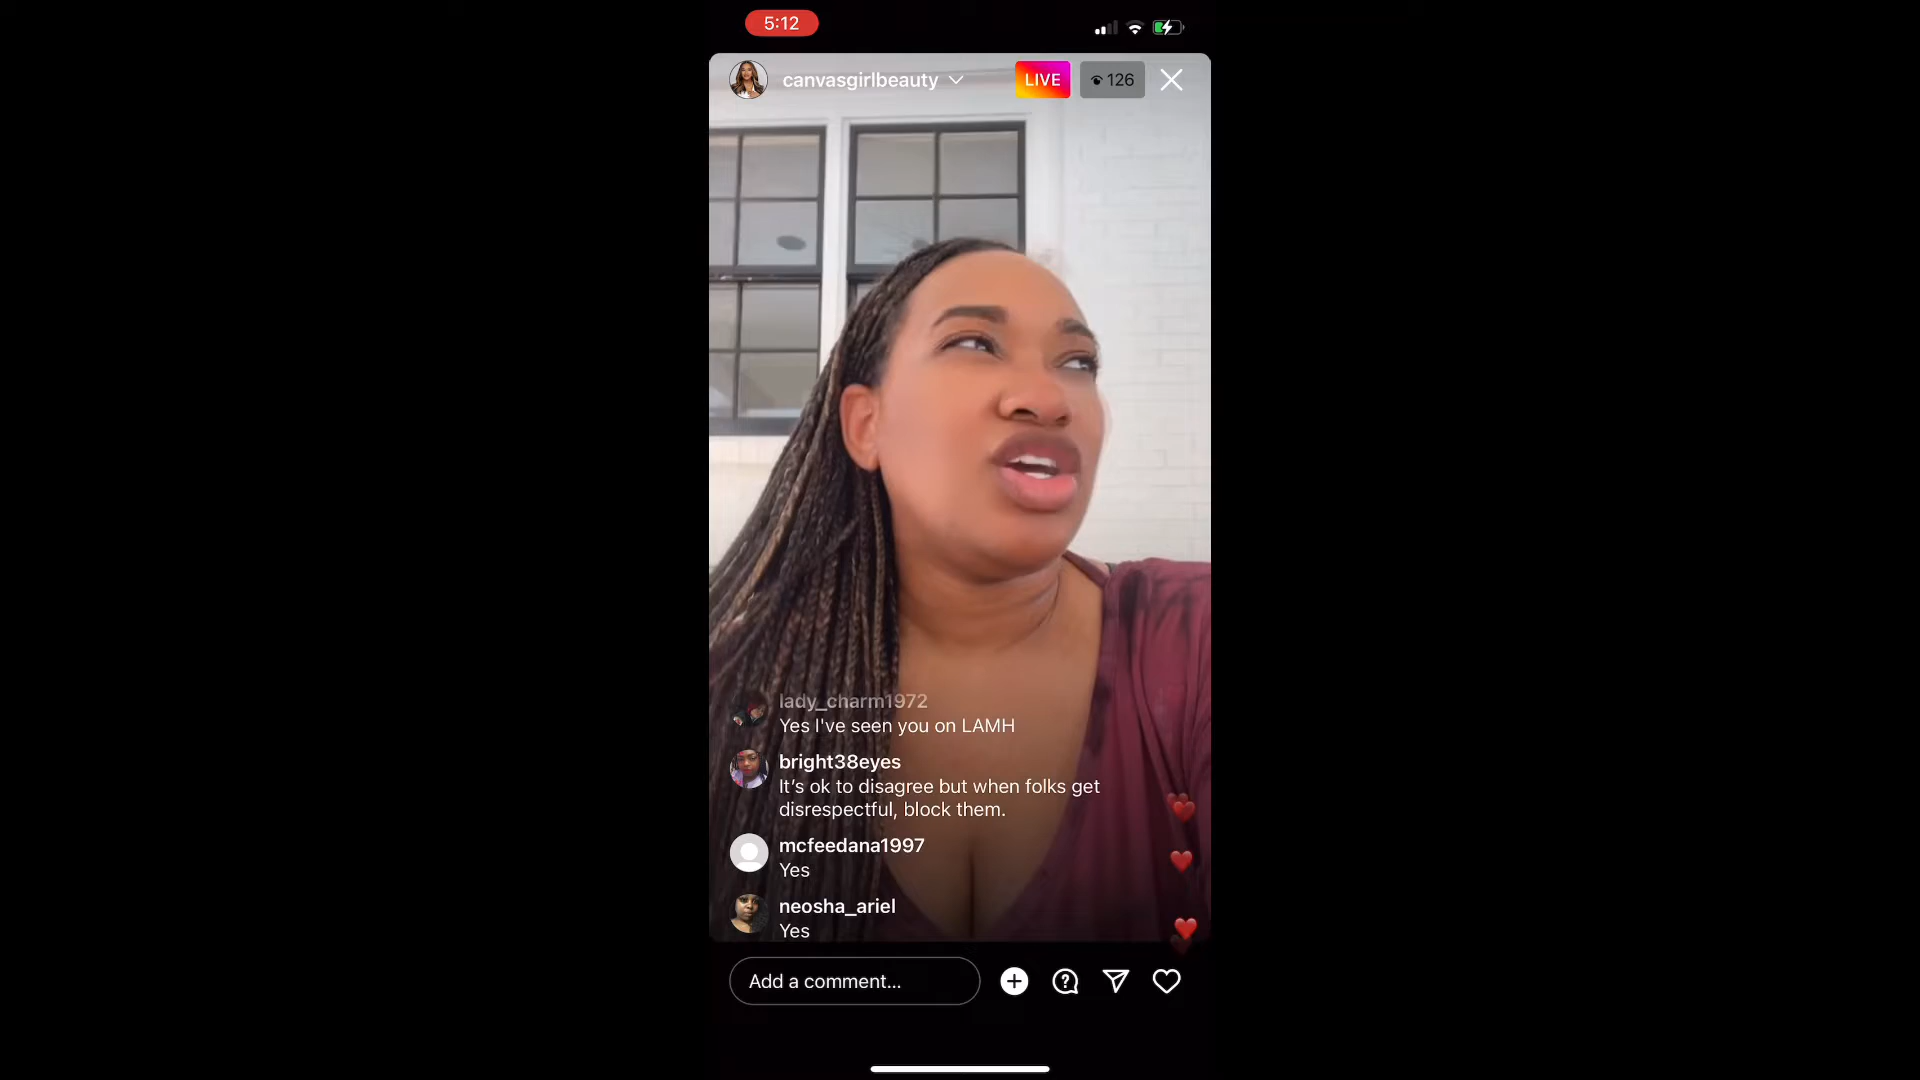 5:12
canvasgirlbeauty
LIVE
126
lady_charm1972
Yes I've seen you on LAMH
bright38eyes
It’s ok to disagree but when folks get
disrespectful, block them.
mcfeedana1997
Yes
neosha_ariel
Yes
Add a comment...